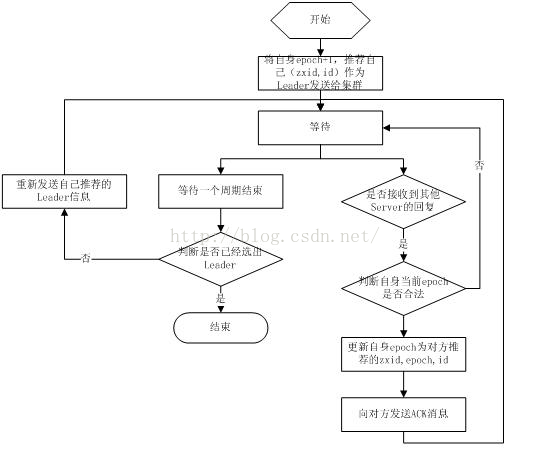 开始
将自身epoch+1，推荐自
己（zxid,id）作为
Leader发送给集群
等待
否
重新发送自己推荐的
Leader信息
等待一个周期结束
是否接收到其他
Server的回复
http://blog.csdn.net/
是
判断是否已经选出
Leader
否
判断自身当前epoch
是否合法
是
结束
更新自身epoch为对方推
荐的zxid,epoch,id
向对方发送ACK消息